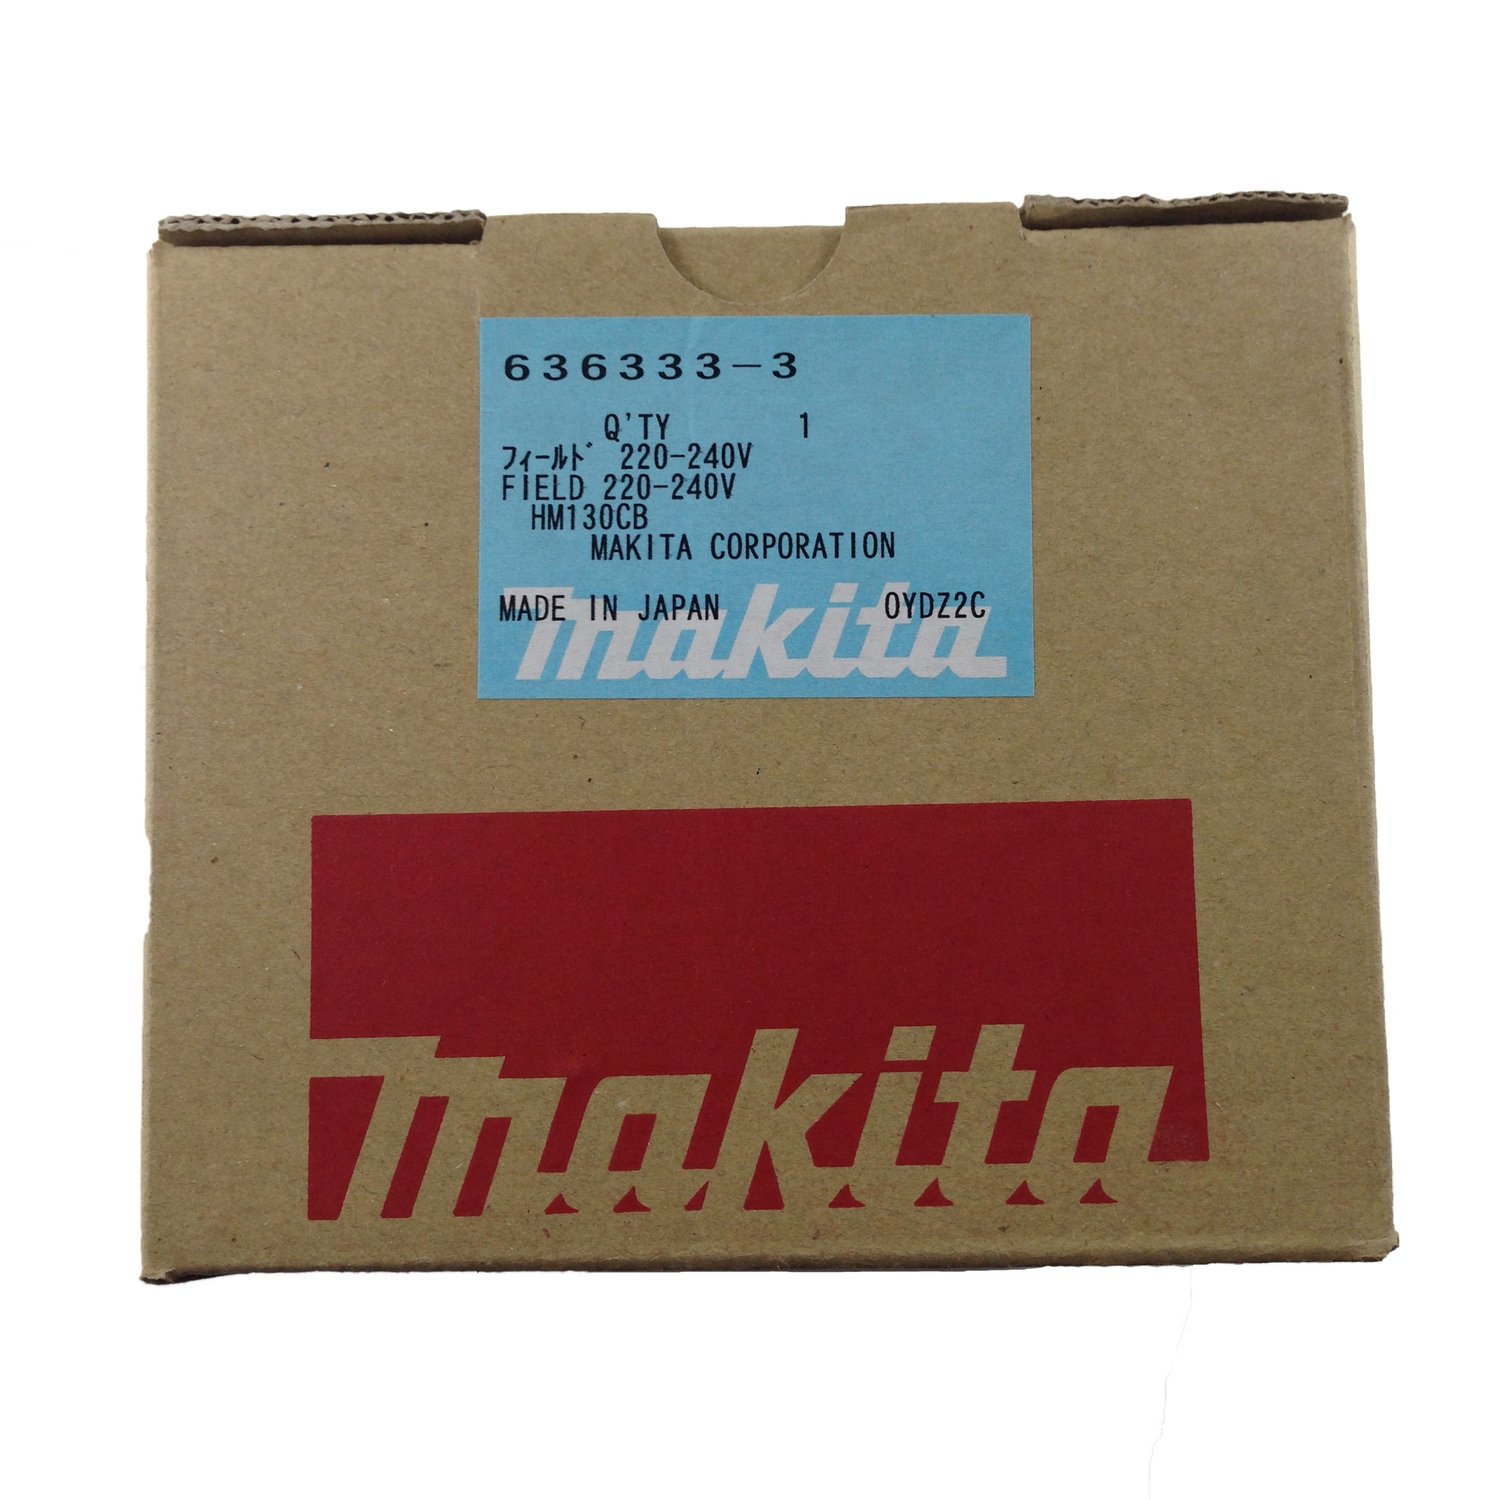 636333-3
Q'TY 1
フィールド 220-240V
FIELD 220-240V
HM130CB
MAKITA CORPORATION
MADE IN JAPAN 0YDZ2C
makita
makita